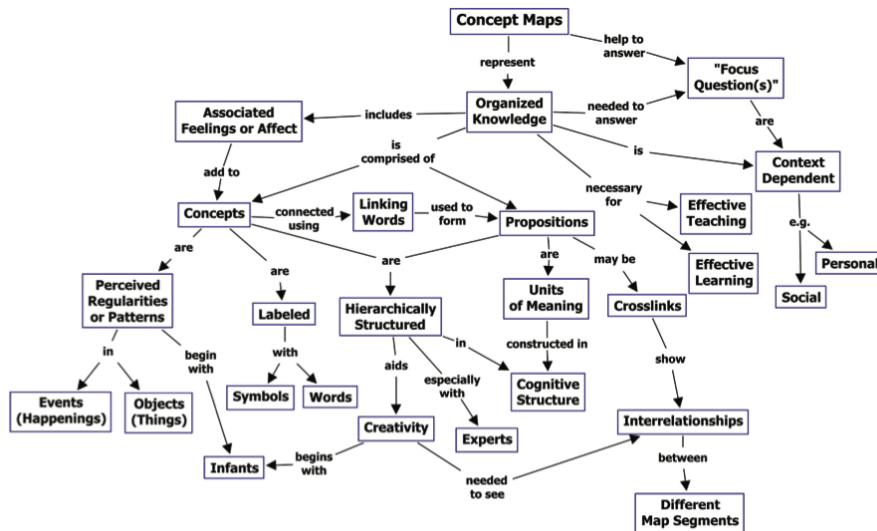 Concept Maps
help to
answer
represent
"Focus
Question(s)"
Organized
Knowledge
needed to
answer
Associated
Feelings or Affect
includes
are
is
comprised of
is
Context
Dependent
add to
necessary
for
Concepts
connected
using
Linking
Words
used to
form
Propositions
Effective
Teaching
e.g.
are
are
are
are
may be
Personal
Perceived
Regularities
or Patterns
Effective
Learning
Labeled
Hierarchically
Structured
Units
of Meaning
Crosslinks
Social
in
begin
with
with
aids
in
constructed in
show
especially
with
Events
(Happenings)
Objects
(Things)
Symbols
Words
Cognitive
Structure
Creativity
Experts
Interrelationships
Infants
begins
with
needed
to see
between
Different
Map Segments